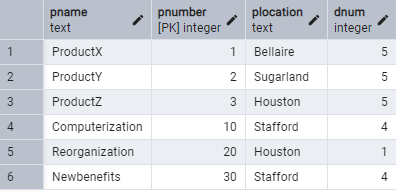 pname pnumber plocation dnum
text [PK] integer text integer
1 ProductX 1 Bellaire 5
2 ProductY 2 Sugarland 5
3 ProductZ 3 Houston 5
4 Computerization 10 Stafford 4
5 Reorganization 20 Houston 1
6 Newbenefits 30 Stafford 4